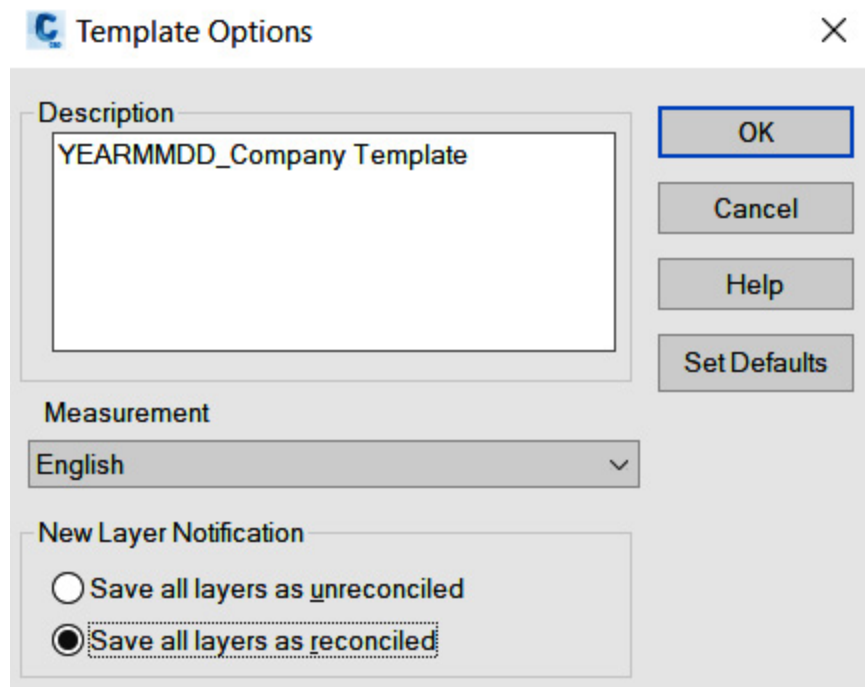 Template Options
Description
YEARMMDD_Company Template
OK
Cancel
Help
Set Defaults
Measurement
English
New Layer Notification
Save all layers as unreconciled
Save all layers as reconciled